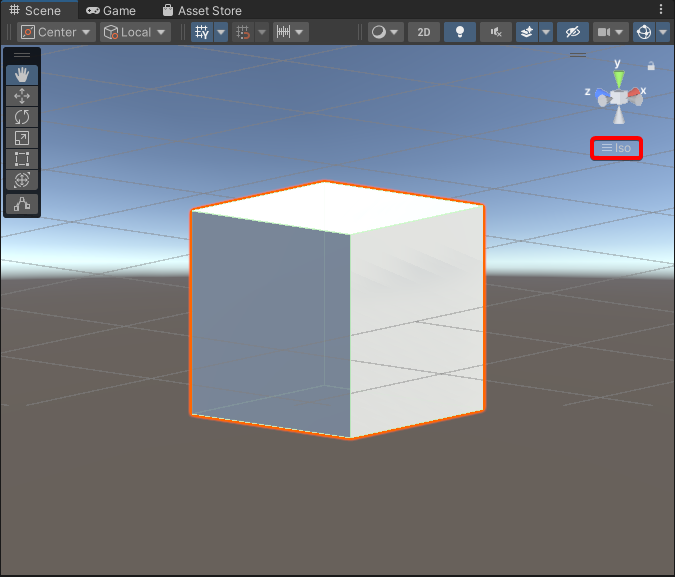 Scene Game Asset Store
Center Local 2D
y
z x
Iso